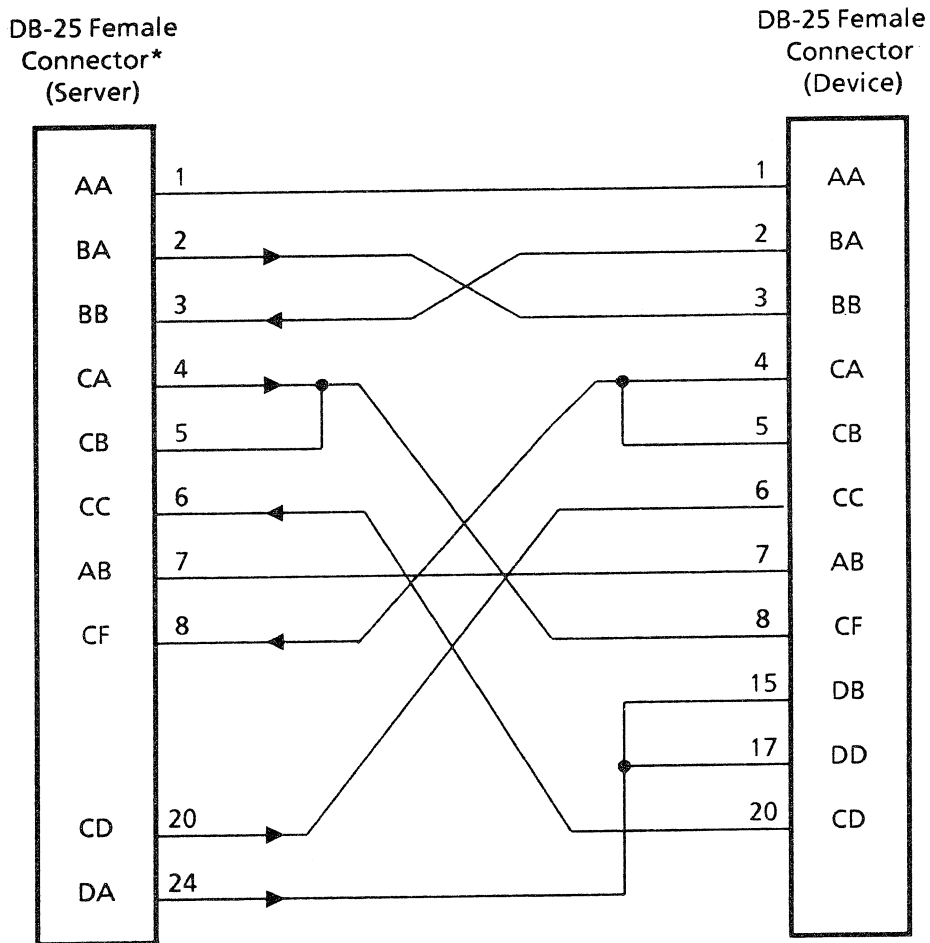 DB-25 Female
Connector*
(Server)
DB-25 Female
Connector
(Device)
AA 1 1 AA
BA 2 2 BA
BB 3 3 BB
CA 4 4 CA
CB 5 5 CB
CC 6 6 CC
AB 7 7 AB
CF 8 8 CF
15 DB
17 DD
CD 20 20 CD
DA 24